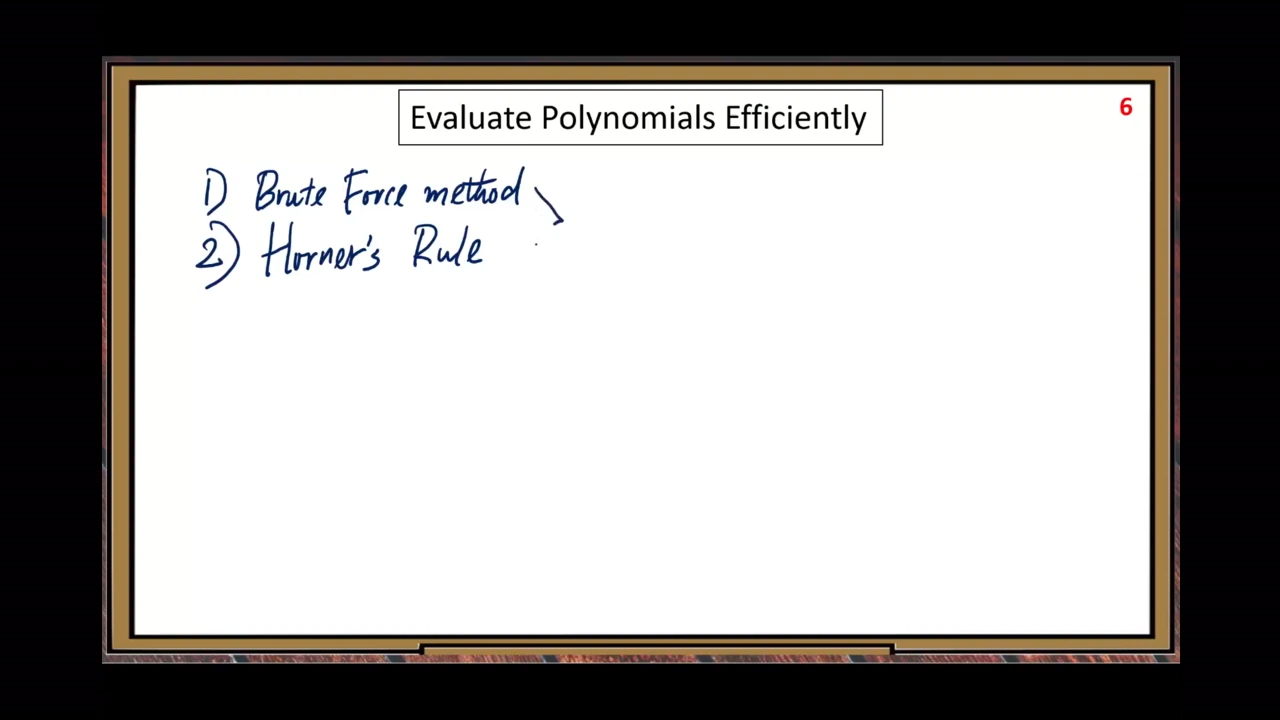 Evaluate Polynomials Efficiently
6
1) Brute Force method
2) Horner's Rule